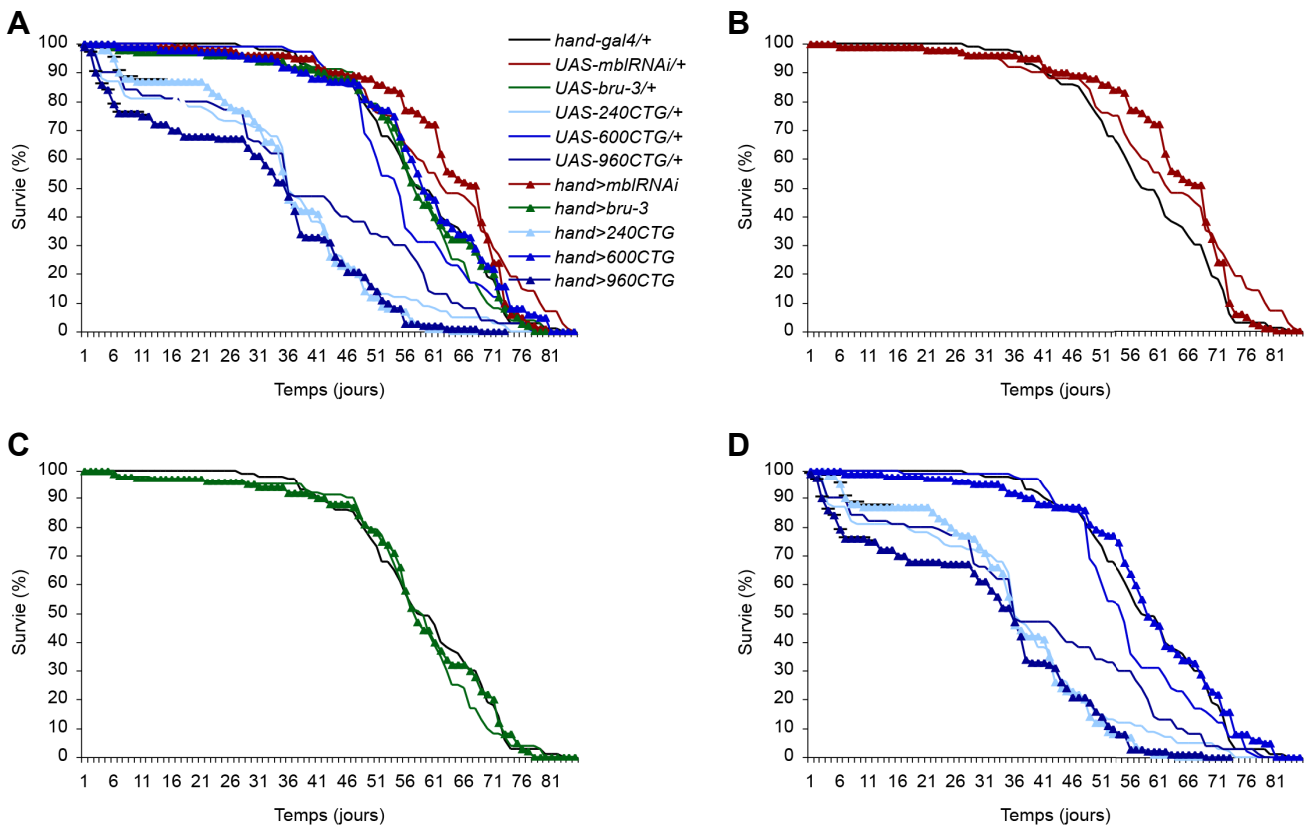 A
Survie (%)
100
90
80
70
60
50
40
30
20
10
0
1 6 11 16 21 26 31 36 41 46 51 56 61 66 71 76 81
Temps (jours)
hand-gal4/+
UAS-mblRNAi/+
UAS-bru-3/+
UAS-240CTG/+
UAS-600CTG/+
UAS-960CTG/+
hand>mblRNAi
hand>bru-3
hand>240CTG
hand>600CTG
hand>960CTG
B
Survie (%)
100
90
80
70
60
50
40
30
20
10
0
1 6 11 16 21 26 31 36 41 46 51 56 61 66 71 76 81
Temps (jours)
C
Survie (%)
100
90
80
70
60
50
40
30
20
10
0
1 6 11 16 21 26 31 36 41 46 51 56 61 66 71 76 81
Temps (jours)
D
Survie (%)
100
90
80
70
60
50
40
30
20
10
0
1 6 11 16 21 26 31 36 41 46 51 56 61 66 71 76 81
Temps (jours)